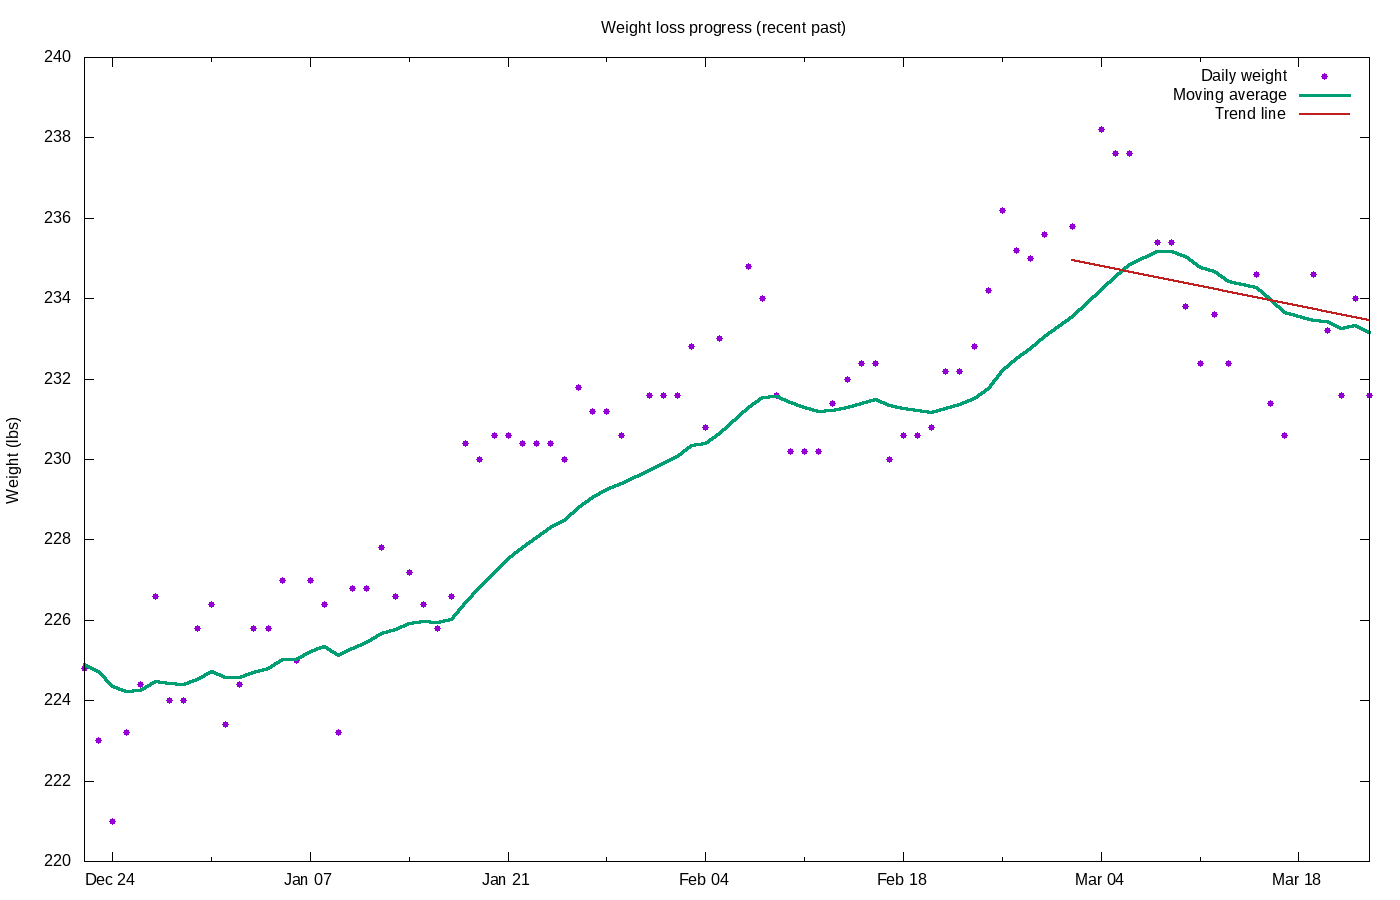 Weight loss progress (recent past)
240
238
236
234
232
230
228
226
224
222
220
Weight (lbs)
Daily weight
Moving average
Trend line
Dec 24
Jan 07
Jan 21
Feb 04
Feb 18
Mar 04
Mar 18